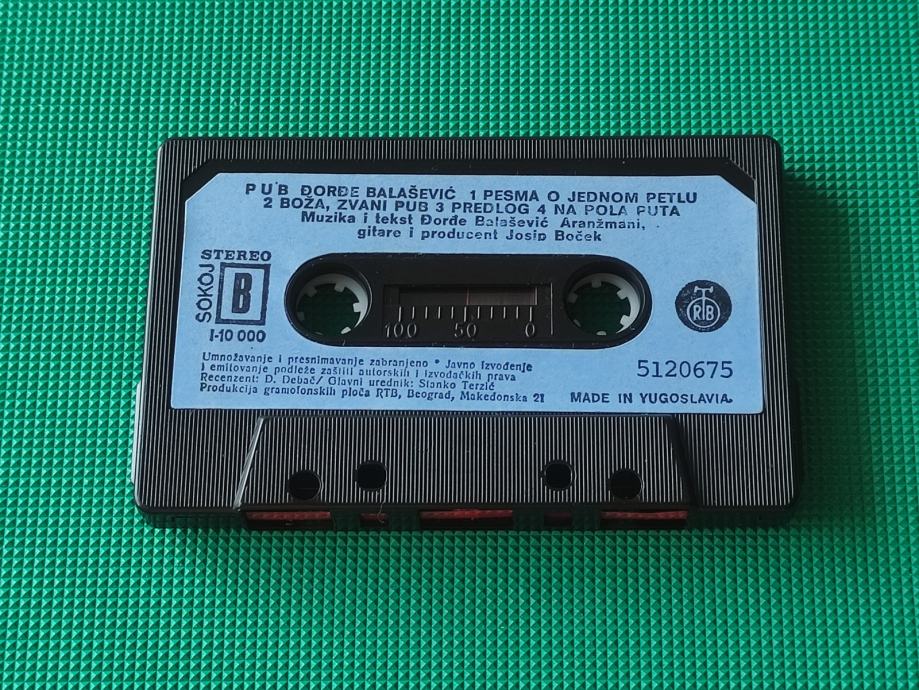 PUB ĐORĐE BALAŠEVIĆ 1 PESMA O JEDNOM PETLU
2 BOŽA, ZVANI PUB 3 PREDLOG 4 NA POLA PUTA
Muzika i tekst Đorđe Balašević Aranžmani,
gitare i producent Josip Boček
STEREO
SOKOJ
B
1-10 000
100 50 0
RTB
Umnožavanje i presnimavanje zabranjeno * Javno izvođenje
i emitovanje podleže zaštiti autorskih i izvođačkih prava
Recenzent: D. Debač/ Glavni urednik: Stanko Terzić
Produkcija gramofonskih ploča RTB, Beograd, Makedonska 21
5120675
MADE IN YUGOSLAVIA